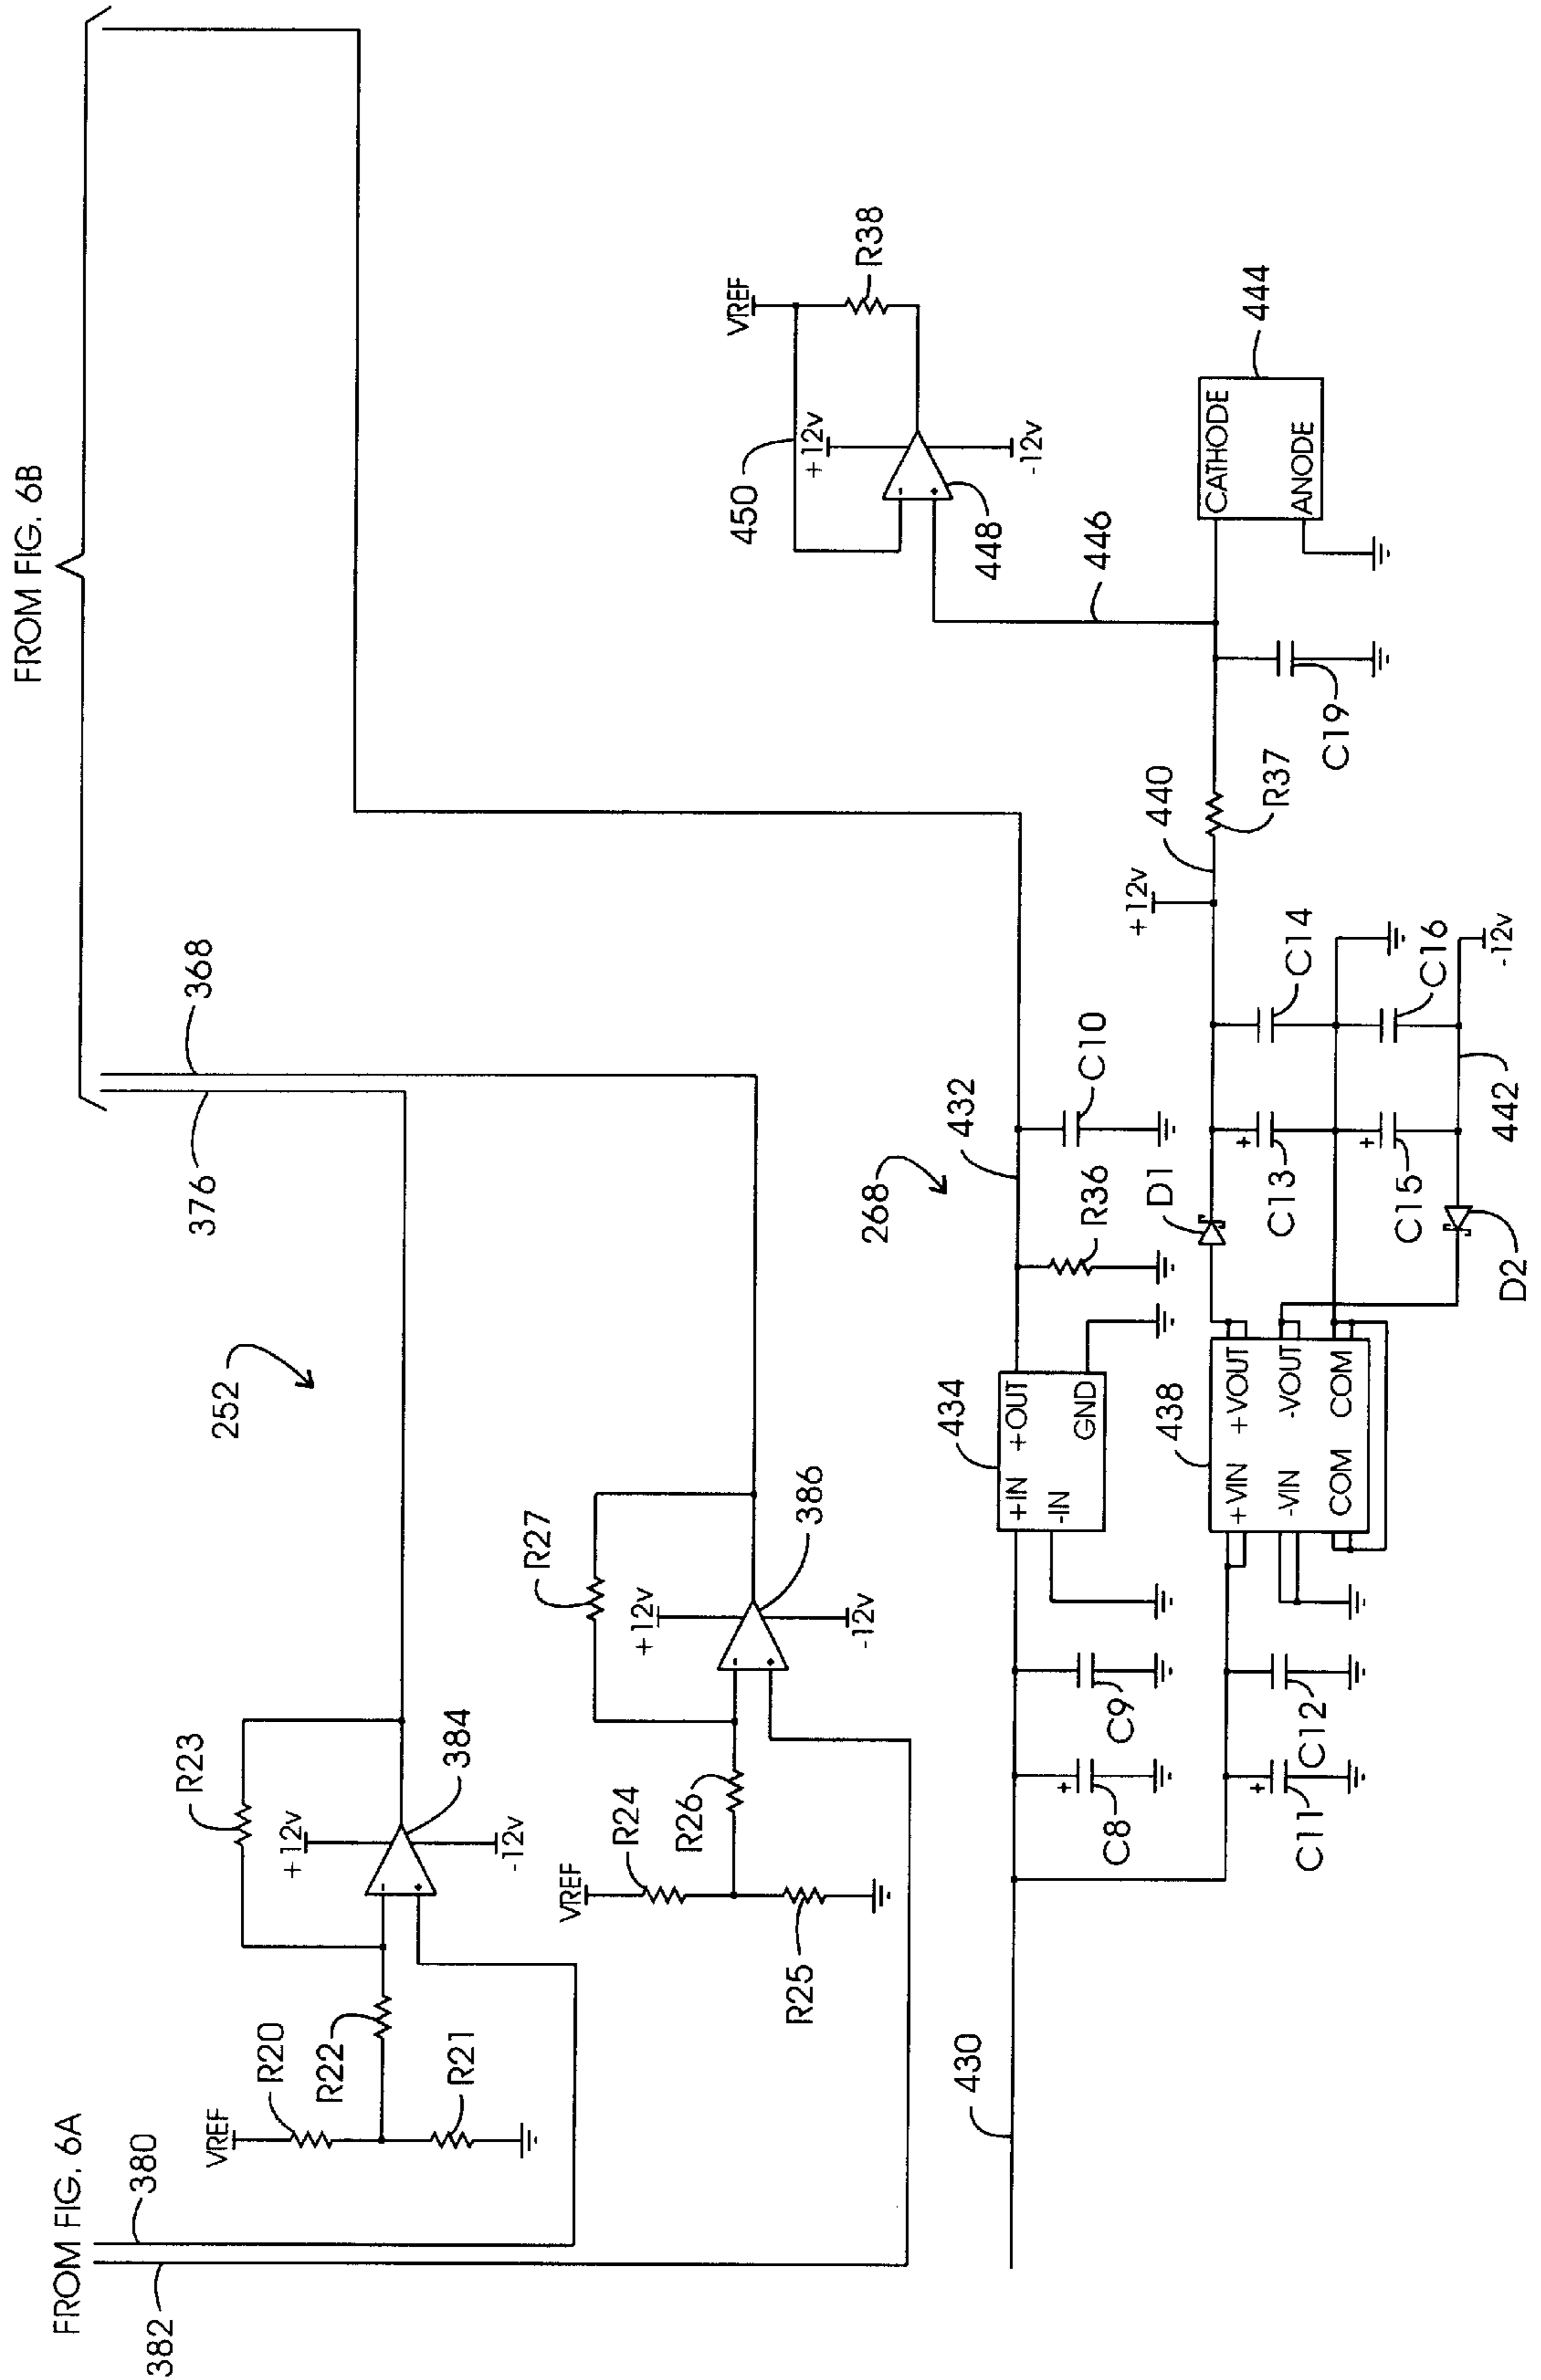 FROM FIG. 6A
FROM FIG. 6B
382
380
376
368
252
VREF
R20
R22
R21
R23
+12v
-12v
384
VREF
R24
R26
R25
R27
+12v
-12v
386
VREF
R38
450
+12v
-12v
448
446
268
430
432
434
+IN +OUT
-IN
GND
C8
C9
R36
C10
438
+VIN +VOUT
-VIN -VOUT
COM COM
+
+
C11
C12
D1
D2
+
C13
C14
+
C15
C16
442
+12v
-12v
440
R37
C19
CATHODE
ANODE
444